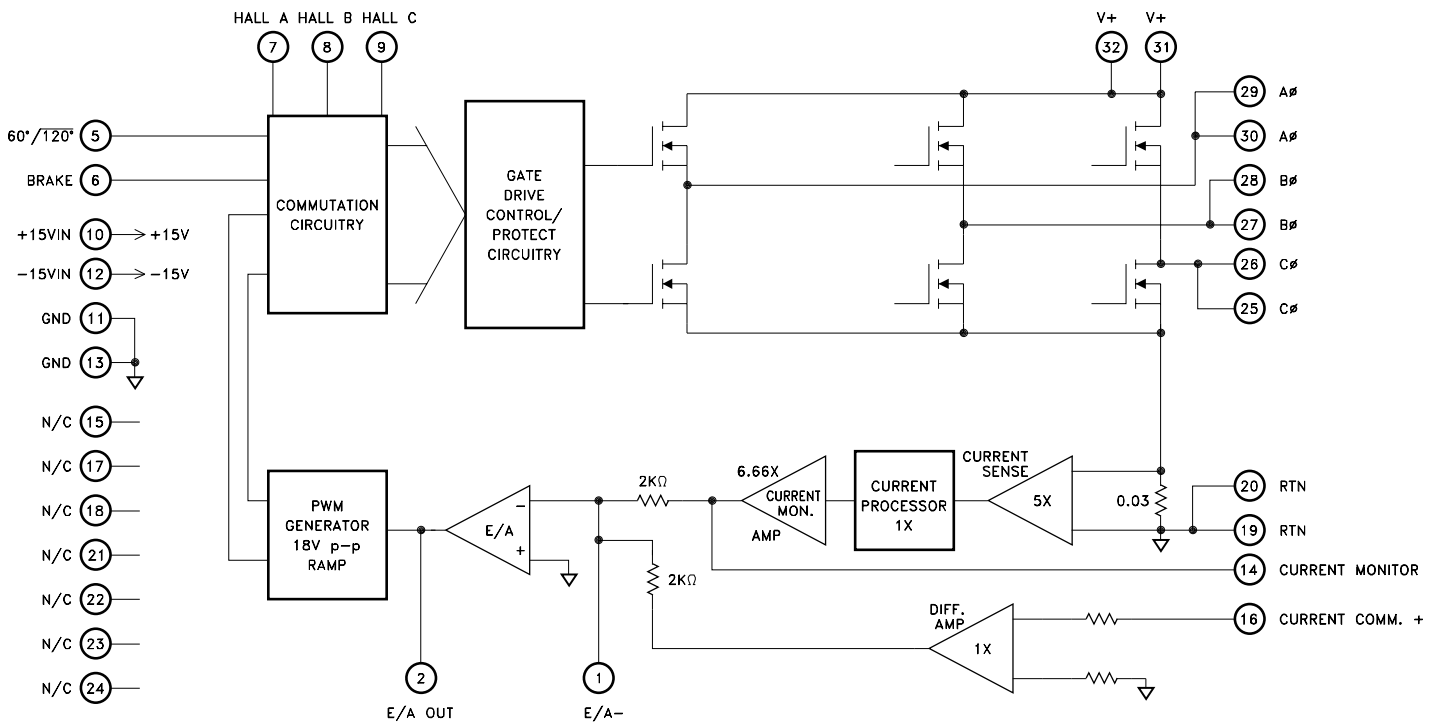 HALL A HALL B HALL C
7 8 9
V+ V+
32 31
60°/120° 5
BRAKE 6
+15VIN 10 +15V
-15VIN 12 -15V
GND 11
GND 13
N/C 15
N/C 17
N/C 18
N/C 21
N/C 22
N/C 23
N/C 24
COMMUTATION
CIRCUITRY
GATE
DRIVE
CONTROL/
PROTECT
CIRCUITRY
29 AØ
30 AØ
28 BØ
27 BØ
26 CØ
25 CØ
PWM
GENERATOR
18V p-p
RAMP
E/A
-
+
2KΩ
2KΩ
6.66X
CURRENT
MON.
AMP
CURRENT
PROCESSOR
1X
CURRENT
SENSE
5X
0.03
20 RTN
19 RTN
14 CURRENT MONITOR
16 CURRENT COMM. +
DIFF.
AMP
1X
2
E/A OUT
1
E/A-